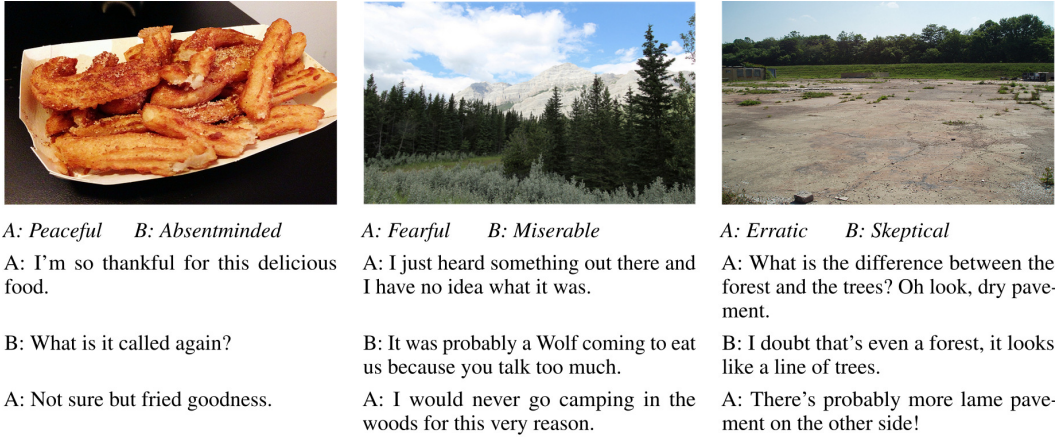 A: Peaceful B: Absentminded
A: I'm so thankful for this delicious
food.
B: What is it called again?
A: Not sure but fried goodness.
A: Fearful B: Miserable
A: I just heard something out there and
I have no idea what it was.
B: It was probably a Wolf coming to eat
us because you talk too much.
A: I would never go camping in the
woods for this very reason.
A: Erratic B: Skeptical
A: What is the difference between the
forest and the trees? Oh look, dry pave-
ment.
B: I doubt that's even a forest, it looks
like a line of trees.
A: There's probably more lame pave-
ment on the other side!